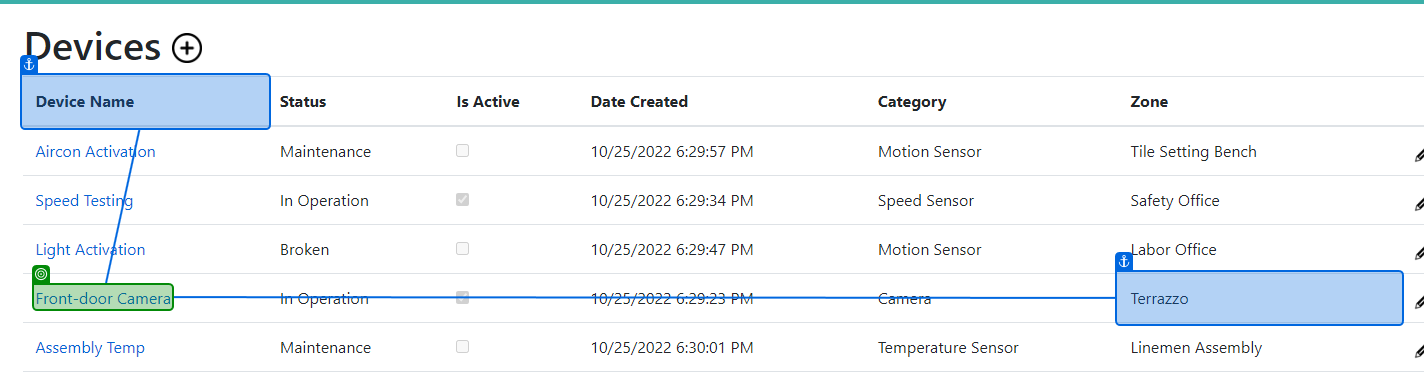 Devices
Device Name Status Is Active Date Created Category Zone
Aircon Activation Maintenance 10/25/2022 6:29:57 PM Motion Sensor Tile Setting Bench
Speed Testing In Operation 10/25/2022 6:29:34 PM Speed Sensor Safety Office
Light Activation Broken 10/25/2022 6:29:47 PM Motion Sensor Labor Office
Front-door Camera In Operation 10/25/2022 6:29:23 PM Camera Terrazzo
Assembly Temp Maintenance 10/25/2022 6:30:01 PM Temperature Sensor Linemen Assembly